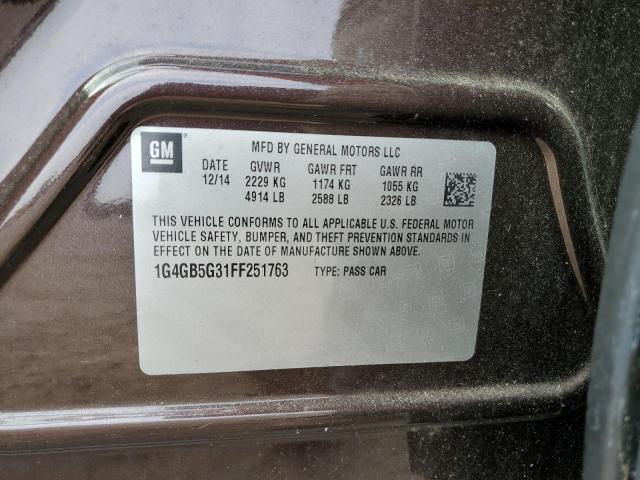 GM
MFD BY GENERAL MOTORS LLC
DATE GVWR GAWR FRT GAWR RR
12/14 2229 KG 1174 KG 1055 KG
4914 LB 2588 LB 2326 LB
THIS VEHICLE CONFORMS TO ALL APPLICABLE U.S. FEDERAL MOTOR
VEHICLE SAFETY, BUMPER, AND THEFT PREVENTION STANDARDS IN
EFFECT ON THE DATE OF MANUFACTURE SHOWN ABOVE.
1G4GB5G31FF251763 TYPE: PASS CAR